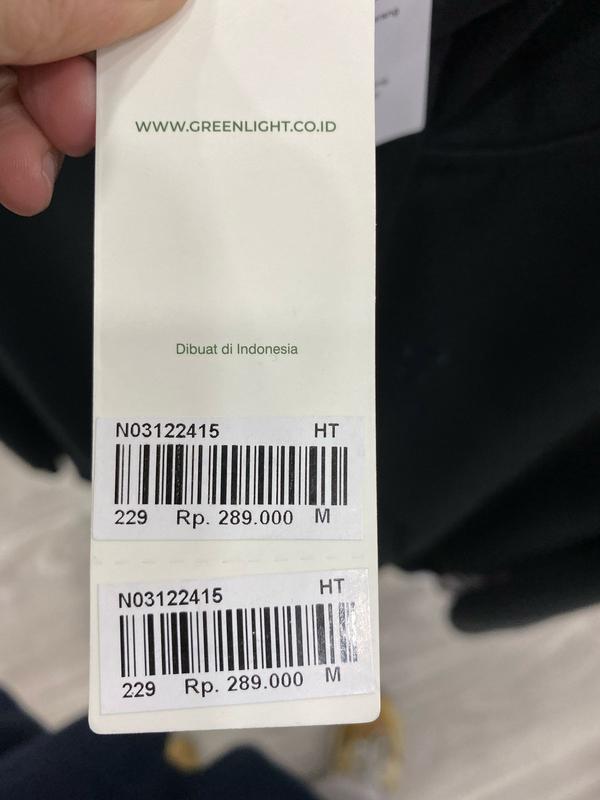 WWW.GREENLIGHT.CO.ID
Dibuat di Indonesia
N03122415 HT
229 Rp. 289.000 M
N03122415 HT
229 Rp. 289.000 M